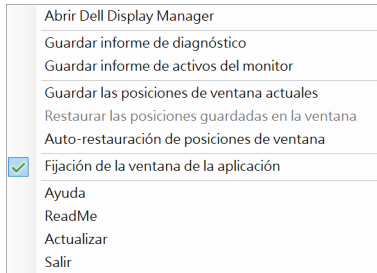 Abrir Dell Display Manager
Guardar informe de diagnóstico
Guardar informe de activos del monitor
Guardar las posiciones de ventana actuales
Restaurar las posiciones guardadas en la ventana
Auto-restauración de posiciones de ventana
Fijación de la ventana de la aplicación
Ayuda
ReadMe
Actualizar
Salir